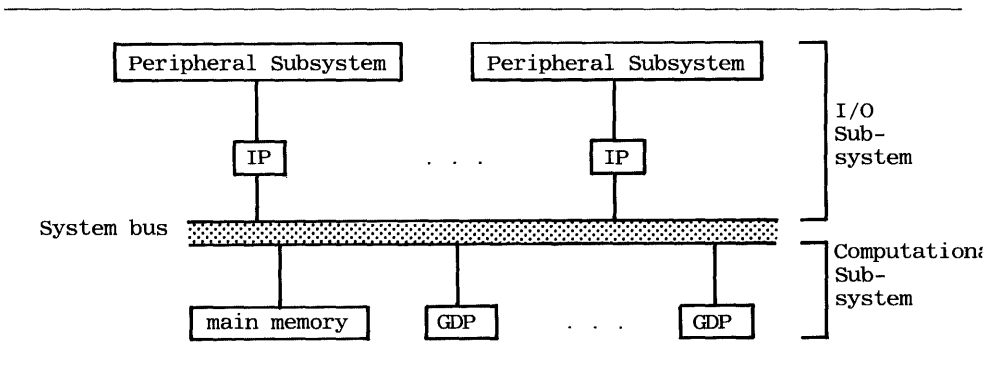 Peripheral Subsystem
Peripheral Subsystem
I/O
Sub-
system
IP
. . .
IP
System bus
Computationa
Sub-
system
main memory
GDP
. . .
GDP